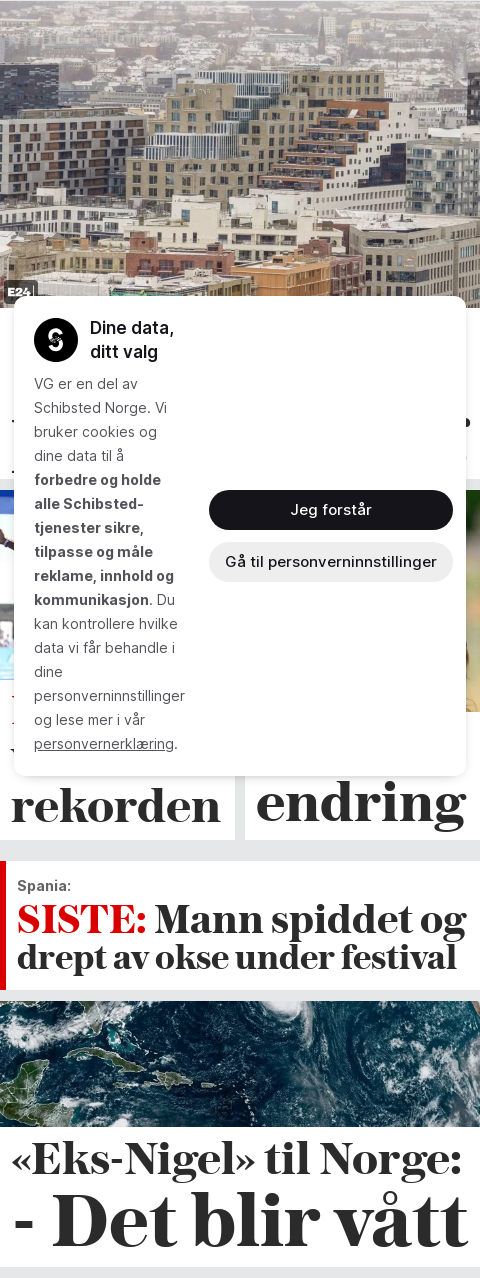 E24
Dine data,
ditt valg
VG er en del av
Schibsted Norge. Vi
bruker cookies og
dine data til å
forbedre og holde
alle Schibsted-
tjenester sikre,
tilpasse og måle
reklame, innhold og
kommunikasjon. Du
kan kontrollere hvilke
data vi får behandle i
dine
personverninnstillinger
og lese mer i vår
personvernerklæring.
Jeg forstår
Gå til personverninnstillinger
rekorden
endring
Spania:
SISTE: Mann spiddet og
drept av okse under festival
«Eks-Nigel» til Norge:
- Det blir vått